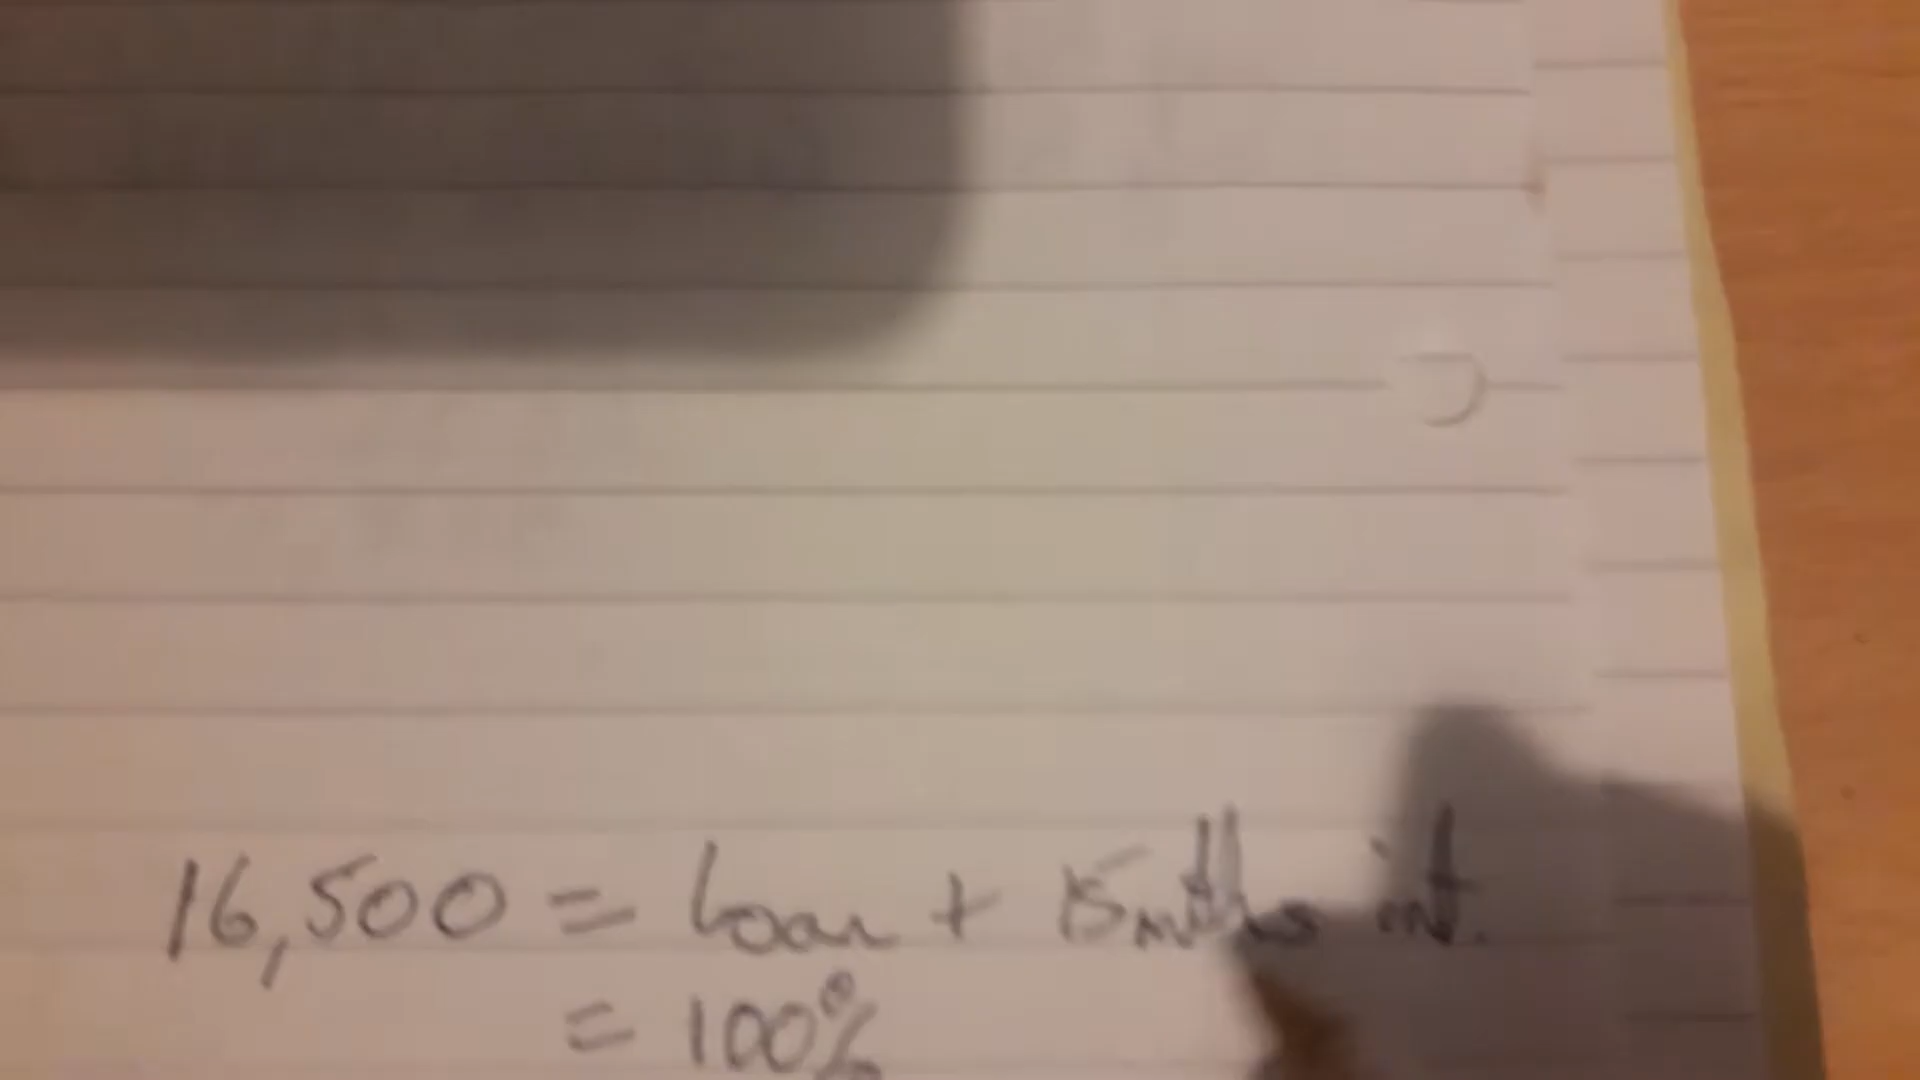 16,500 = Loan + 15mths int.
= 100%